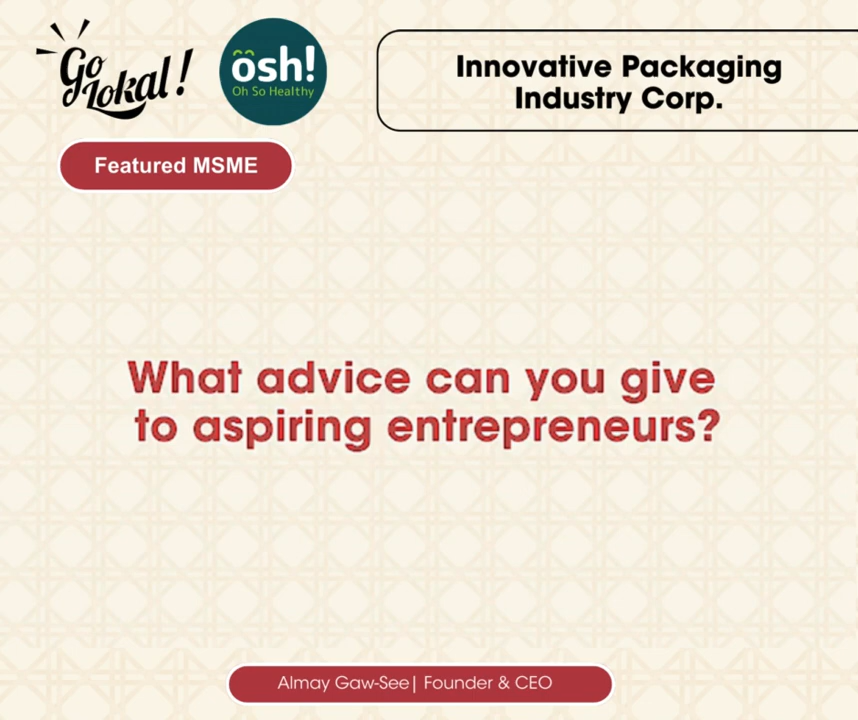 Go
Lokal!
ôsh!
Oh So Healthy
Innovative Packaging
Industry Corp.
Featured MSME
What advice can you give
to aspiring entrepreneurs?
Almay Gaw-See| Founder & CEO